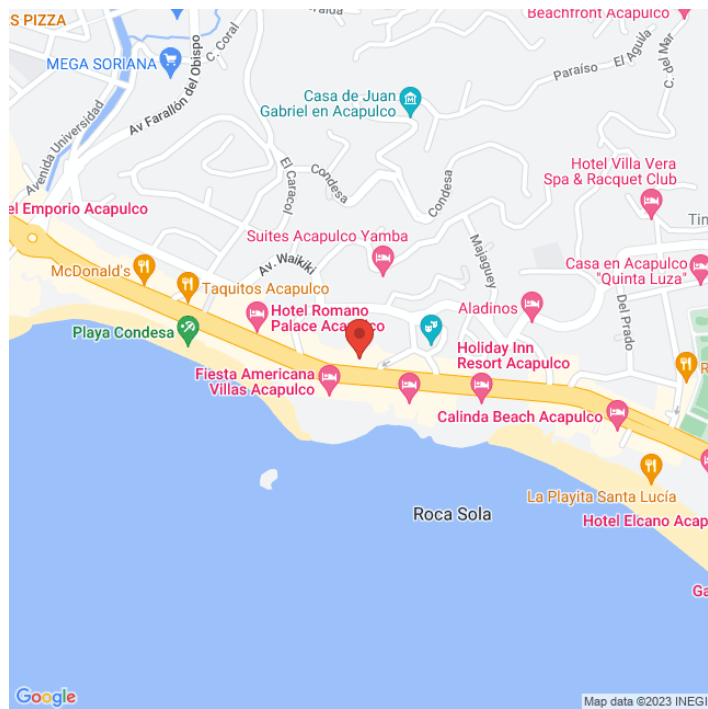 S PIZZA
MEGA SORIANA
C. Coral
Av Farallón del Obispo
Avenida Universidad
Beachfront Acapulco
El Aguila
Paraíso
C. del Mar
Casa de Juan
Gabriel en Acapulco
El Caracol
Condesa
Condesa
Hotel Villa Vera
Spa & Racquet Club
el Emporio Acapulco
Suites Acapulco Yamba
Majaguey
McDonald's
Av. Waikiki
Taquitos Acapulco
Casa en Acapulco
"Quinta Luza"
Aladinos
Del Prado
Hotel Romano
Palace Acapulco
Playa Condesa
Holiday Inn
Resort Acapulco
Fiesta Americana
Villas Acapulco
Calinda Beach Acapulco
La Playita Santa Lucía
Roca Sola
Hotel Elcano Acap
Ga
Google
Map data ©2023 INEGI